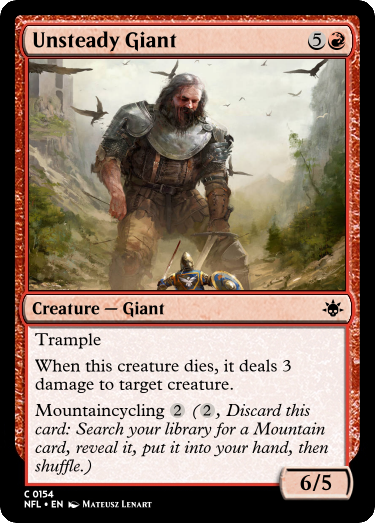 Unsteady Giant 5
Creature — Giant
Trample
When this creature dies, it deals 3
damage to target creature.
Mountaincycling 2 (2, Discard this
card: Search your library for a Mountain
card, reveal it, put it into your hand, then
shuffle.)
6/5
C 0154
NFL • EN Mateusz Lenart